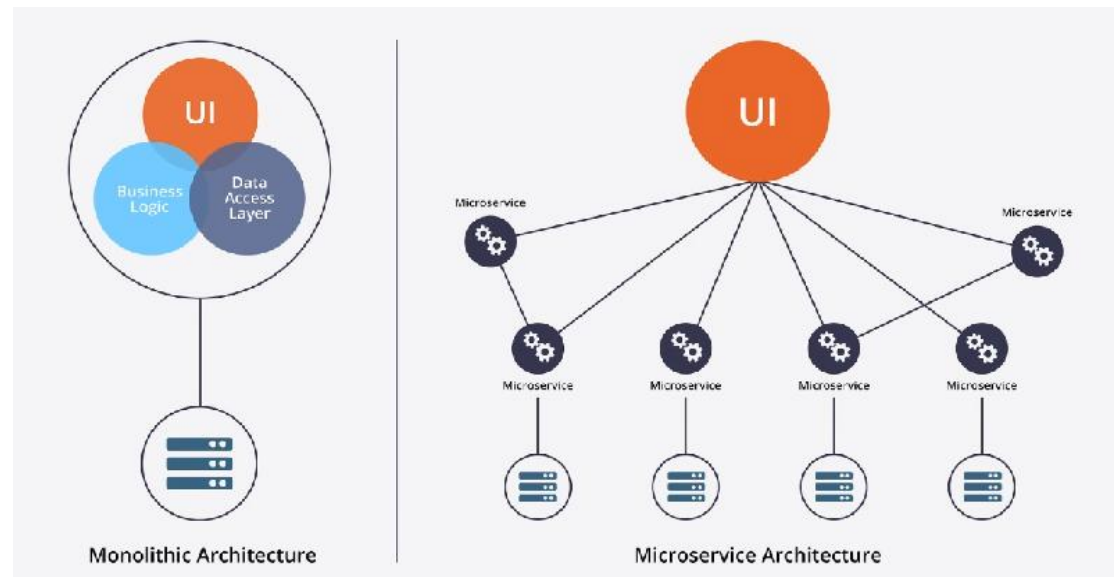 UI
Business
Logic
Data
Access
Layer
Monolithic Architecture
UI
Microservice
Microservice
Microservice
Microservice
Microservice
Microservice
Microservice Architecture